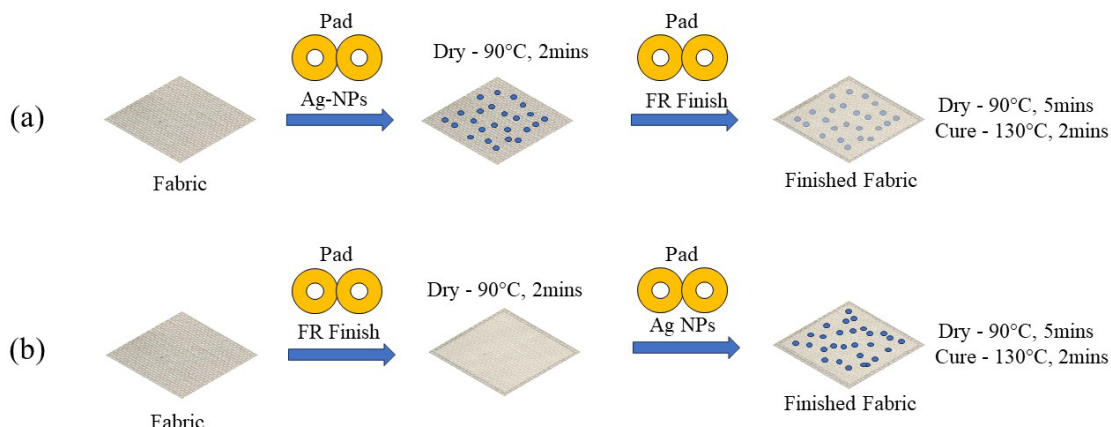 (a)
Fabric
Pad
Ag-NPs
Dry - 90°C, 2mins
Pad
FR Finish
Finished Fabric
Dry - 90°C, 5mins
Cure - 130°C, 2mins
(b)
Fabric
Pad
FR Finish
Dry - 90°C, 2mins
Pad
Ag NPs
Finished Fabric
Dry - 90°C, 5mins
Cure - 130°C, 2mins